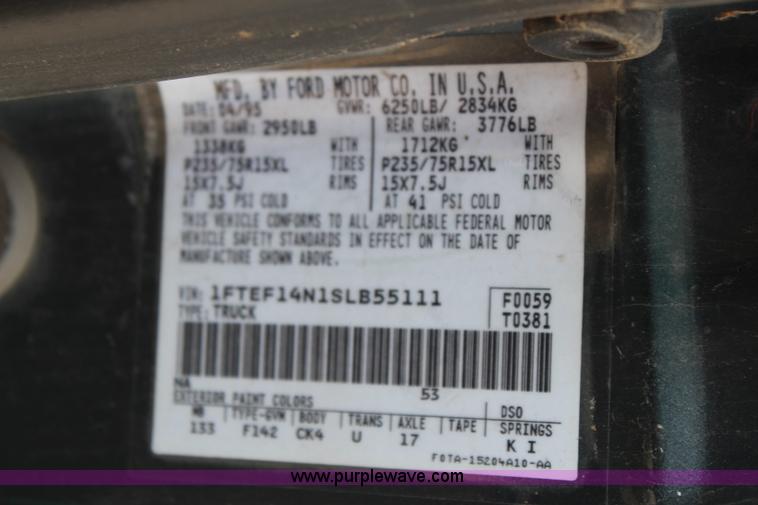 MFD. BY FORD MOTOR CO. IN U.S.A.
DATE: 04/95 GVWR: 6250LB/ 2834KG
FRONT GAWR: 2950LB REAR GAWR: 3776LB
1338KG WITH 1712KG WITH
P235/75R15XL TIRES P235/75R15XL TIRES
15X7.5J RIMS 15X7.5J RIMS
AT 35 PSI COLD AT 41 PSI COLD
THIS VEHICLE CONFORMS TO ALL APPLICABLE FEDERAL MOTOR
VEHICLE SAFETY STANDARDS IN EFFECT ON THE DATE OF
MANUFACTURE SHOWN ABOVE.
VIN: 1FTEF14N1SLB55111 F0059
TYPE: TRUCK T0381
NA 53
EXTERIOR PAINT COLORS DSO
WB TYPE-GVM BODY TRANS AXLE TAPE SPRINGS
133 F142 CK4 U 17 K I
F0TA-15204A10-AA
www.purplewave.com